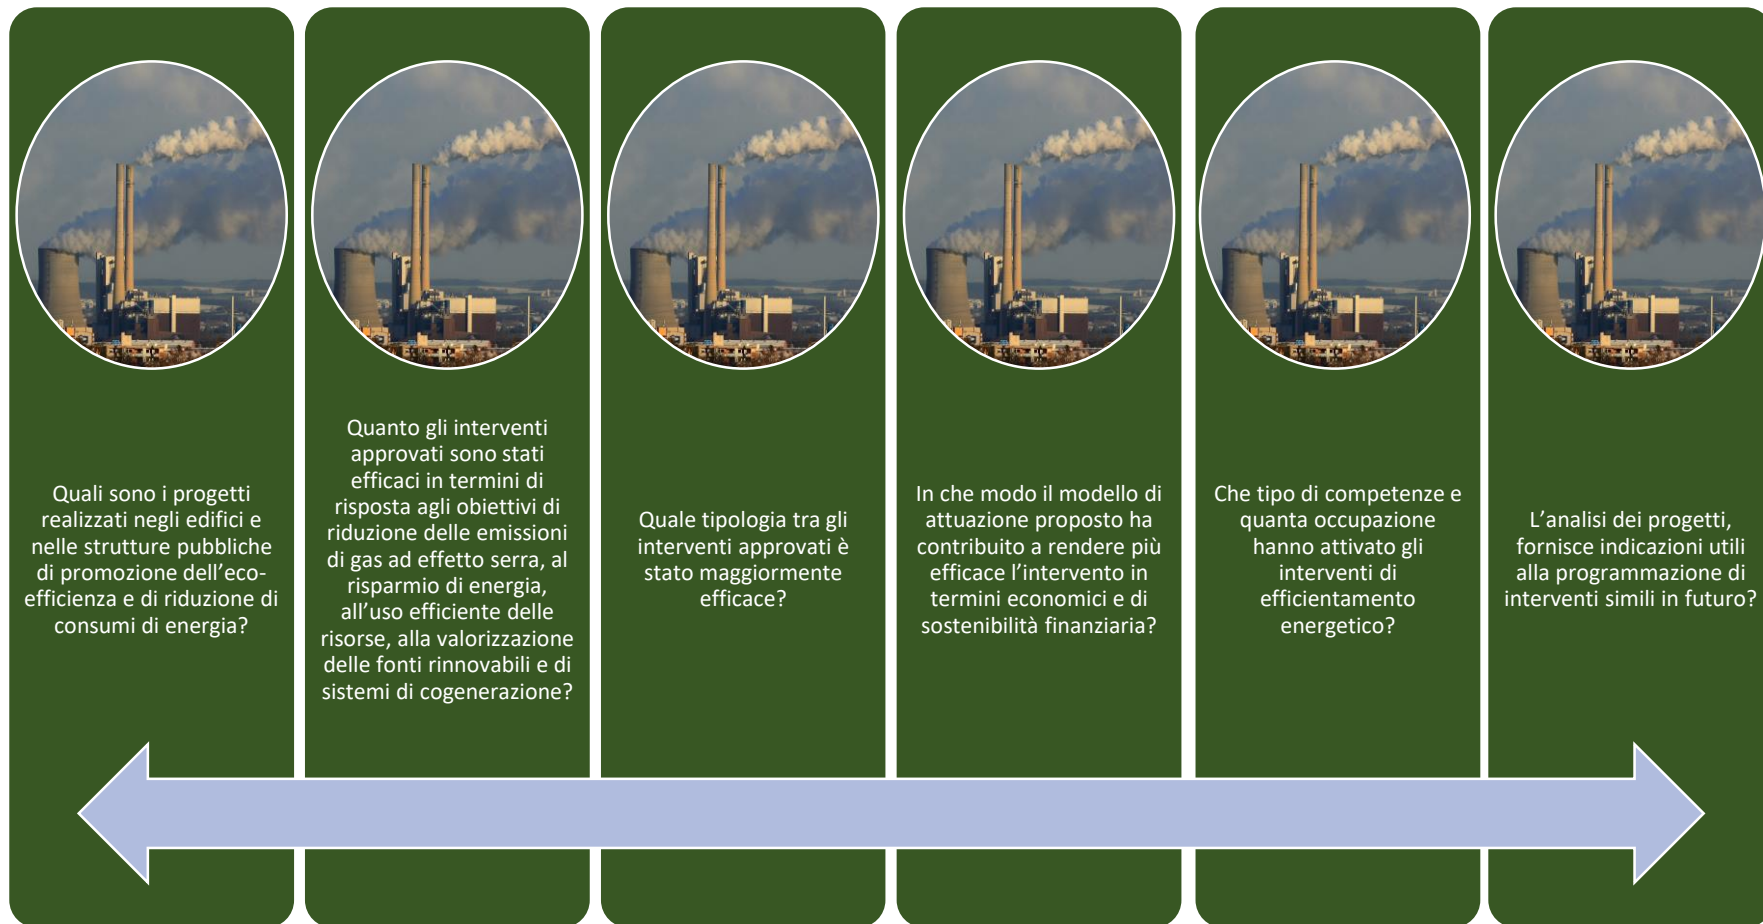 Quali sono i progetti
realizzati negli edifici e
nelle strutture pubbliche
di promozione dell'eco-
efficienza e di riduzione di
consumi di energia?
Quanto gli interventi
approvati sono stati
efficaci in termini di
risposta agli obiettivi di
riduzione delle emissioni
di gas ad effetto serra, al
risparmio di energia,
all'uso efficiente delle
risorse, alla valorizzazione
delle fonti rinnovabili e di
sistemi di cogenerazione?
Quale tipologia tra gli
interventi approvati è
stato maggiormente
efficace?
In che modo il modello di
attuazione proposto ha
contribuito a rendere più
efficace l'intervento in
termini economici e di
sostenibilità finanziaria?
Che tipo di competenze e
quanta occupazione
hanno attivato gli
interventi di
efficientamento
energetico?
L'analisi dei progetti,
fornisce indicazioni utili
alla programmazione di
interventi simili in futuro?